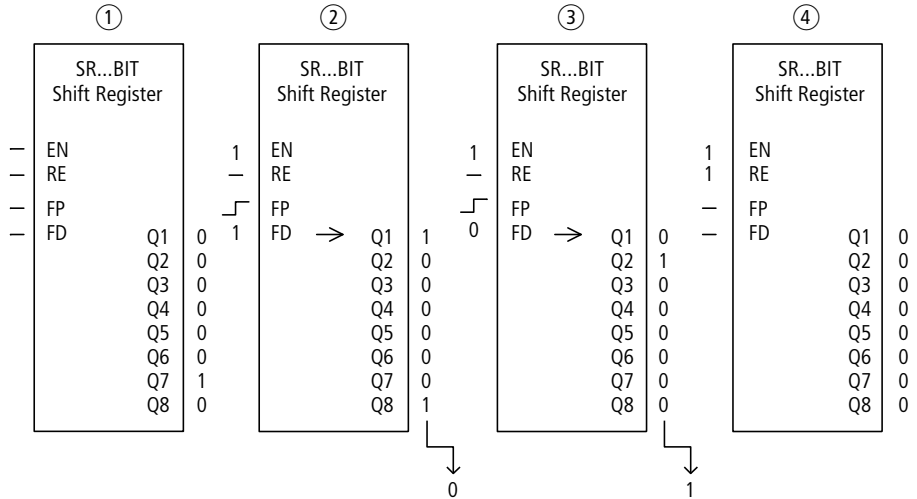 ① ② ③ ④
SR...BIT SR...BIT SR...BIT SR...BIT
Shift Register Shift Register Shift Register Shift Register
– EN 1 EN 1 EN 1 EN
– RE – RE – RE 1 RE
– FP FP FP – FP
– FD Q1 0 1 FD Q1 1 0 FD Q1 0 – FD Q1 0
Q2 0 Q2 0 Q2 1 Q2 0
Q3 0 Q3 0 Q3 0 Q3 0
Q4 0 Q4 0 Q4 0 Q4 0
Q5 0 Q5 0 Q5 0 Q5 0
Q6 0 Q6 0 Q6 0 Q6 0
Q7 1 Q7 0 Q7 0 Q7 0
Q8 0 Q8 1 Q8 0 Q8 0
0 1